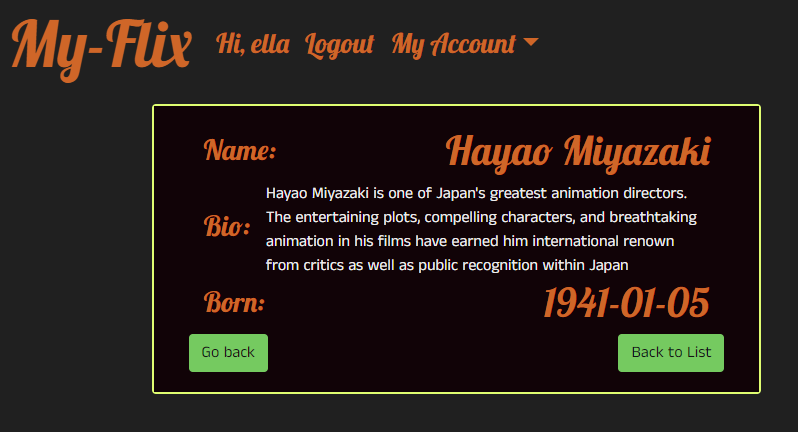 My-Flix Hi, ella Logout My Account
Name: Hayao Miyazaki
Bio:
Hayao Miyazaki is one of Japan's greatest animation directors.
The entertaining plots, compelling characters, and breathtaking
animation in his films have earned him international renown
from critics as well as public recognition within Japan
Born: 1941-01-05
Go back Back to List